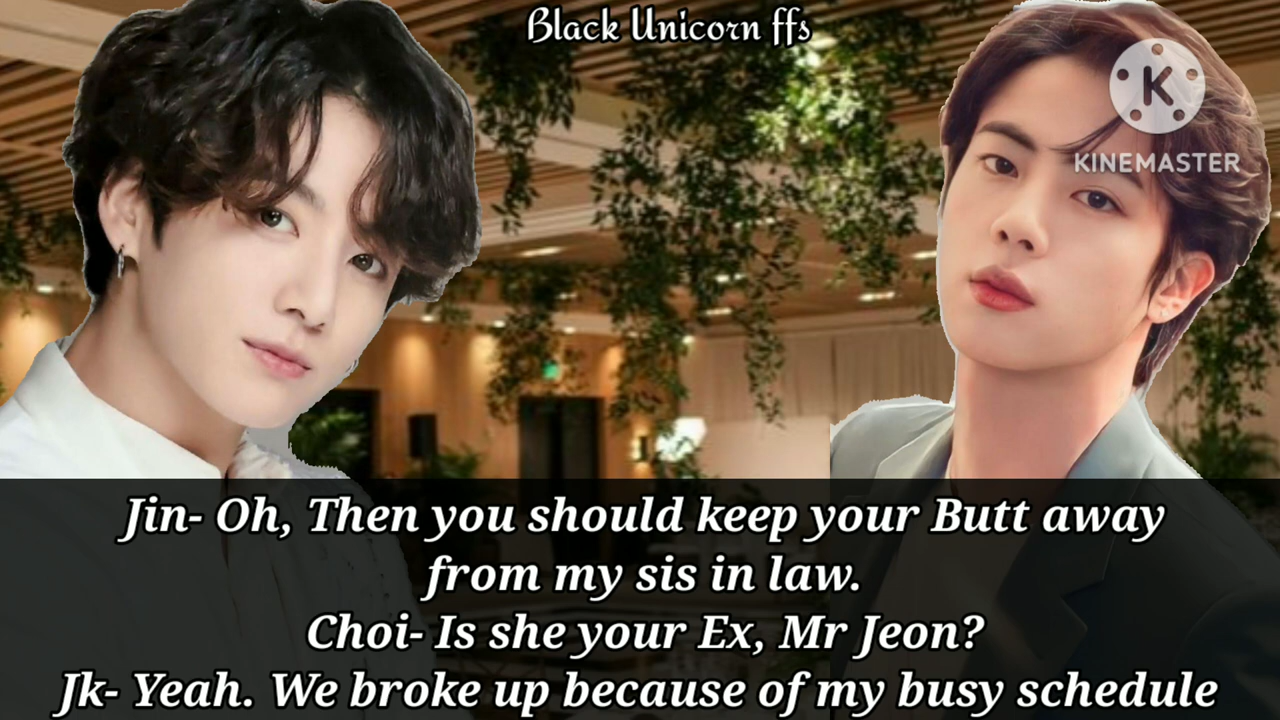 Black Unicorn ffs
K
KINEMASTER
Jin- Oh, Then you should keep your Butt away
from my sis in law.
Choi- Is she your Ex, Mr Jeon?
Jk- Yeah. We broke up because of my busy schedule